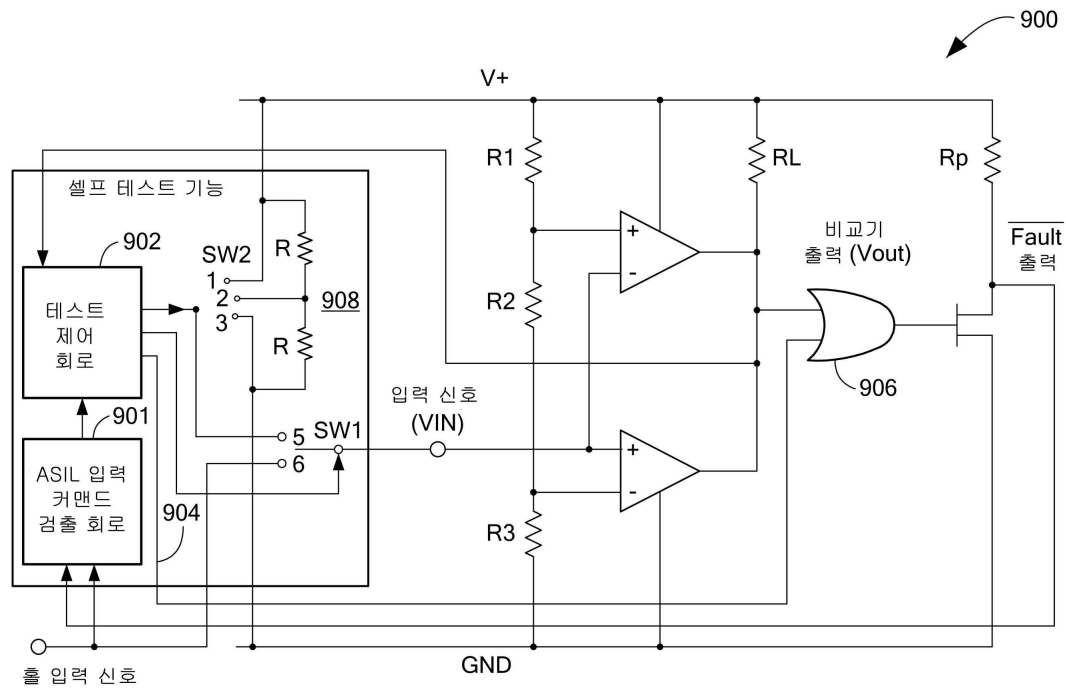 900
V+
R1
RL
Rp
셀프 테스트 기능
902
SW2
R
1
2
3
908
R
테스트
제어
회로
R2
+
-
비교기
출력 (Vout)
Fault
출력
906
901
입력 신호
(VIN)
5
SW1
6
ASIL 입력
커맨드
검출 회로
904
+
-
R3
GND
홀 입력 신호